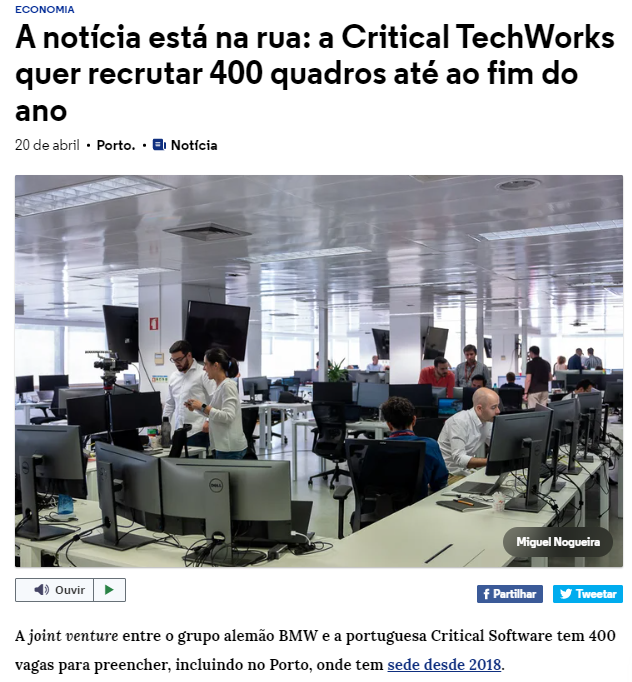 ECONOMIA
A notícia está na rua: a Critical TechWorks
quer recrutar 400 quadros até ao fim do
ano
20 de abril • Porto. • Notícia
DELL
Miguel Nogueira
Ouvir
Partilhar
Tweetar
A joint venture entre o grupo alemão BMW e a portuguesa Critical Software tem 400
vagas para preencher, incluindo no Porto, onde tem sede desde 2018.